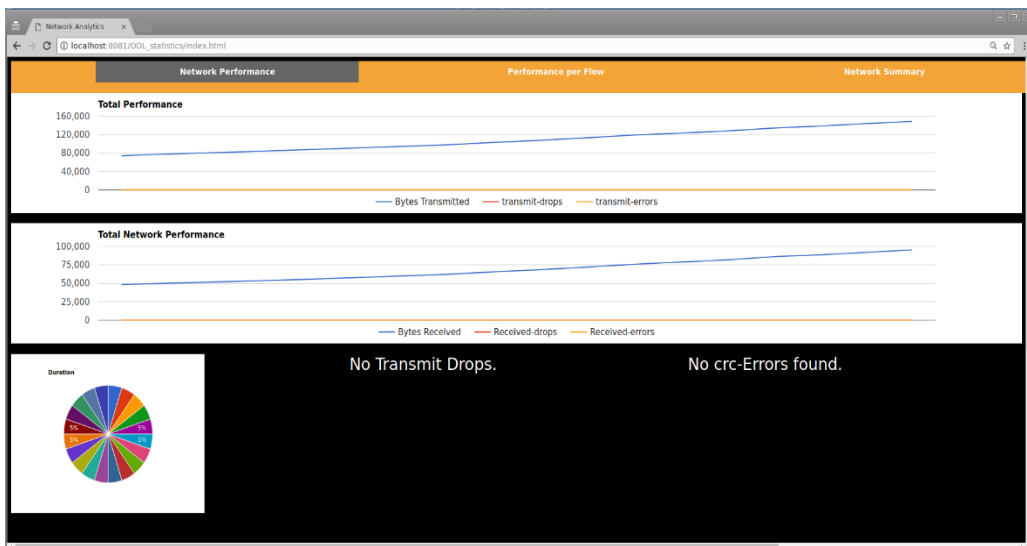 Network Analytics
localhost:8081/ODL_statistics/index.html
Network Performance Performance per Flow Network Summary
Total Performance
160,000
120,000
80,000
40,000
0
Bytes Transmitted transmit-drops transmit-errors
Total Network Performance
100,000
75,000
50,000
25,000
0
Bytes Received Received-drops Received-errors
No Transmit Drops. No crc-Errors found.
Duration
5% 5%
5% 5%